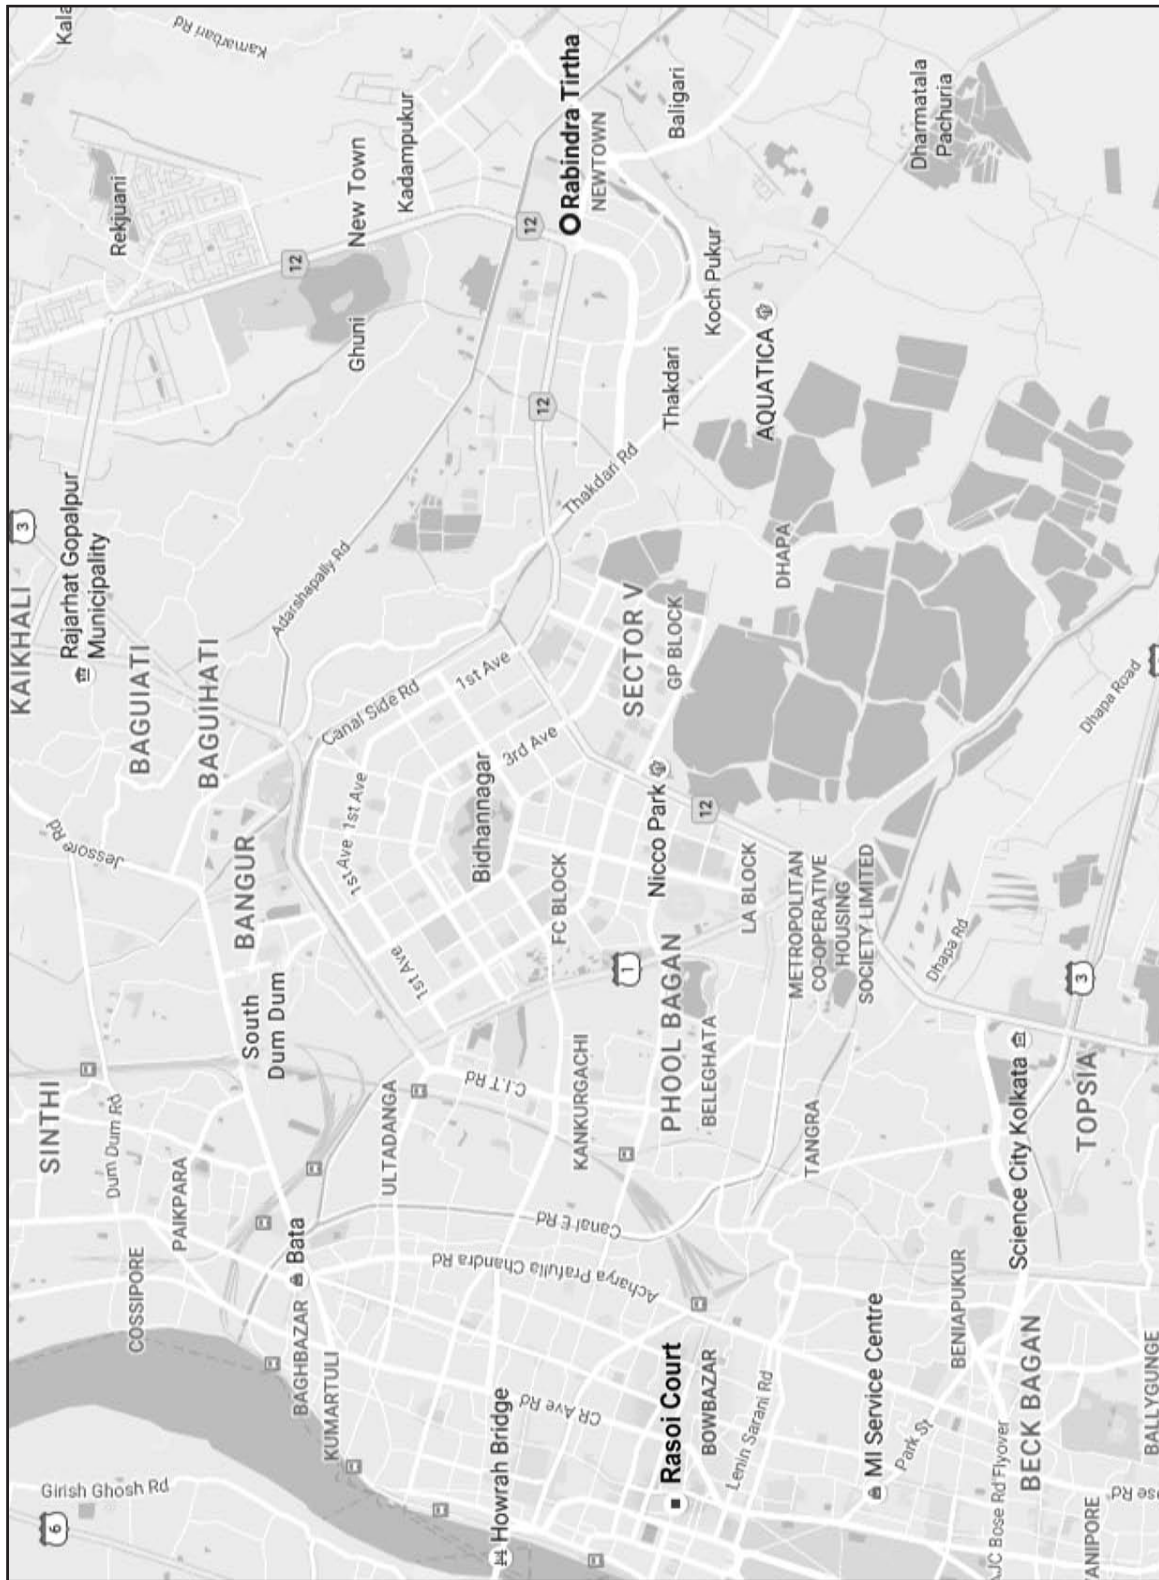 Girish Ghosh Rd
6
Howrah Bridge
COSSIPORE
BAGHBAZAR
KUMARTULI
Bata
PAIKPARA
SINTHI
Dum Dum Rd
South
Dum Dum
ULTADANGA
C.I.T Rd
KANKURGACHI
Canal E Rd
Acharya Prafulla Chandra Rd
CR Ave Rd
Rasoi Court
BOWBAZAR
Lenin Sarani Rd
MI Service Centre
Park St
BENIAPUKUR
AJC Bose Rd Flyover
BECK BAGAN
BALLYGUNGE
ANIPORE
ose Rd
Science City Kolkata
TOPSIA
3
TANGRA
PHOOL BAGAN
BELEGHATA
1
METROPOLITAN
CO-OPERATIVE
HOUSING
SOCIETY LIMITED
Dhapa Rd
Dhapa Road
LA BLOCK
FC BLOCK
Nicco Park
12
Bidhannagar
1st Ave
1st Ave
1st Ave
1st Ave
3rd Ave
Canal Side Rd
BANGUR
Jessore Rd
BAGUIHATI
BAGUIATI
KAIKHALI
3
Rajarhat Gopalpur
Municipality
Adarshapally Rd
SECTOR V
GP BLOCK
DHAPA
Thakdari Rd
Thakdari
AQUATICA
Koch Pukur
12
Ghuni
New Town
12
Rekjuani
Kadampukur
12
Rabindra Tirtha
NEWTOWN
Baligari
Dharmatala
Pachuria
Kamarbari Rd
Kala